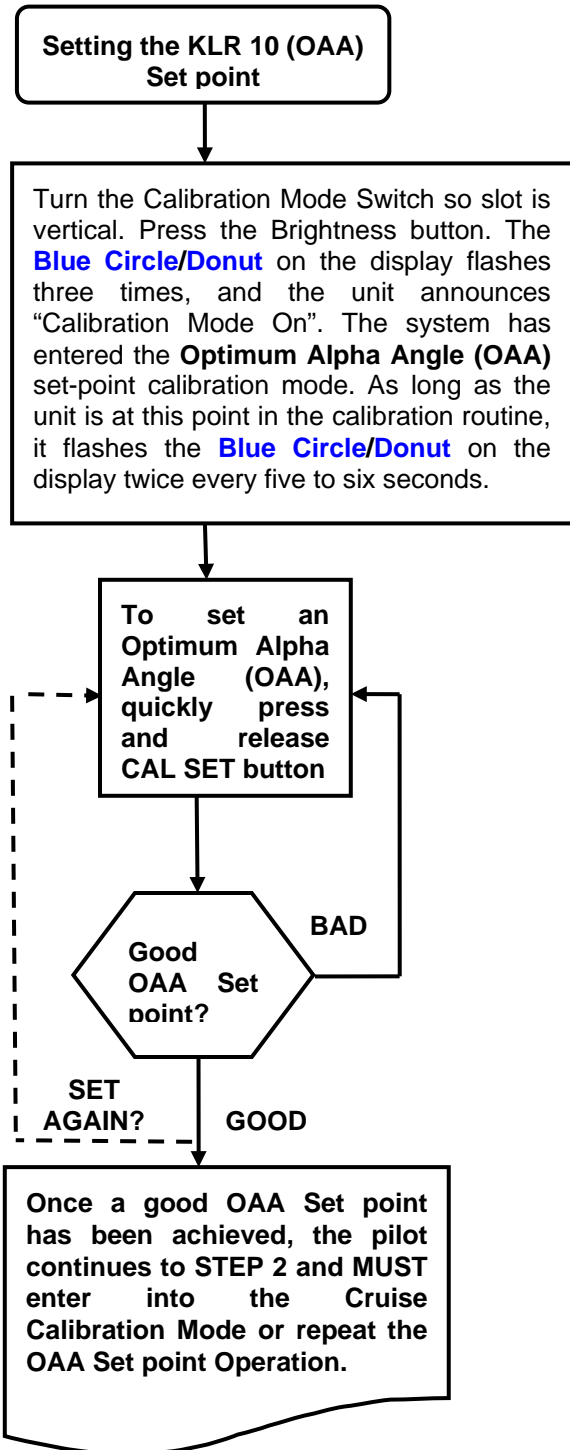 Setting the KLR 10 (OAA)
Set point
Turn the Calibration Mode Switch so slot is
vertical. Press the Brightness button. The
Blue Circle/Donut on the display flashes
three times, and the unit announces
“Calibration Mode On”. The system has
entered the Optimum Alpha Angle (OAA)
set-point calibration mode. As long as the
unit is at this point in the calibration routine,
it flashes the Blue Circle/Donut on the
display twice every five to six seconds.
To set an
Optimum Alpha
Angle (OAA),
quickly press
and release
CAL SET button
BAD
Good
OAA Set
point?
SET
AGAIN?
GOOD
Once a good OAA Set point
has been achieved, the pilot
continues to STEP 2 and MUST
enter into the Cruise
Calibration Mode or repeat the
OAA Set point Operation.